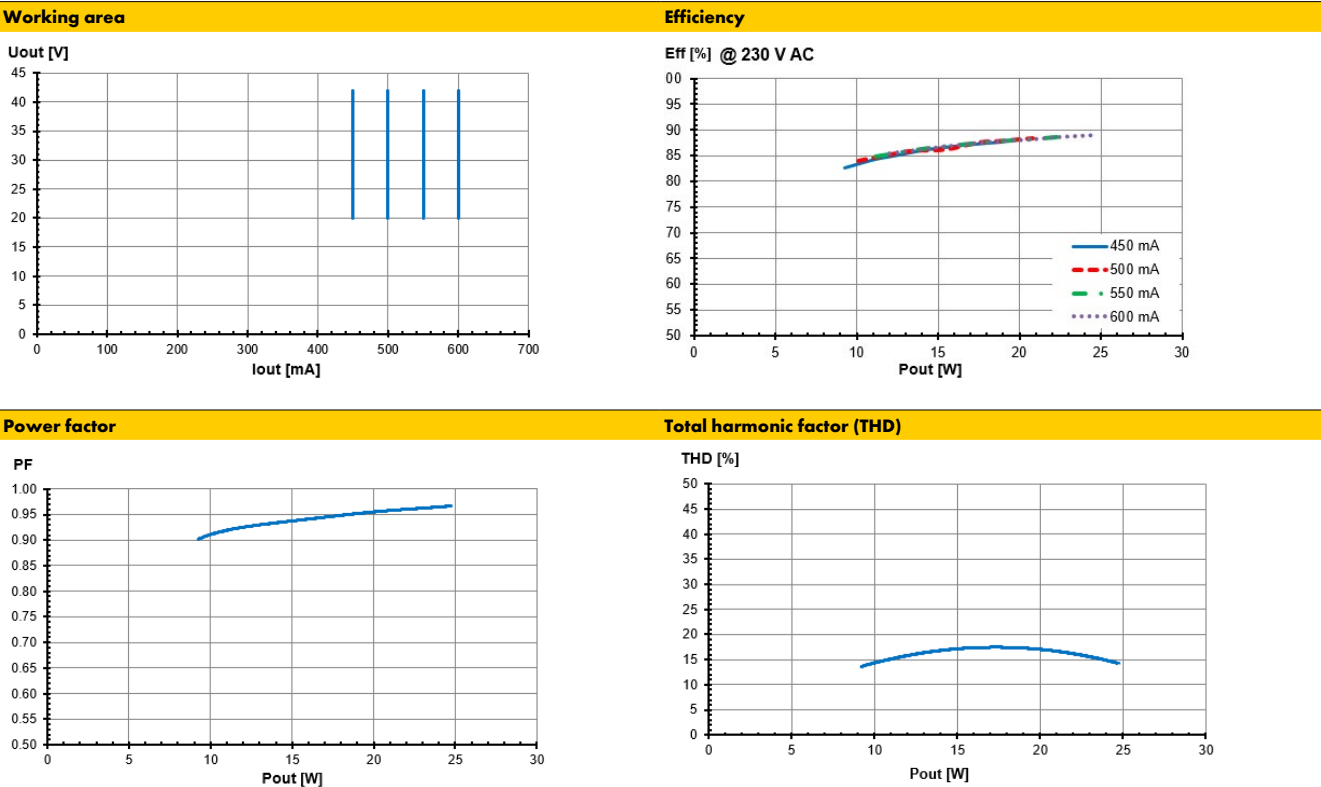 Working area
Uout [V]
45
40
35
30
25
20
15
10
5
0
0 100 200 300 400 500 600 700
Iout [mA]
Efficiency
Eff [%] @ 230 V AC
00
95
90
85
80
75
70
65
60
55
50
450 mA
500 mA
550 mA
600 mA
0 5 10 15 20 25 30
Pout [W]
Power factor
PF
1.00
0.95
0.90
0.85
0.80
0.75
0.70
0.65
0.60
0.55
0.50
0 5 10 15 20 25 30
Pout [W]
Total harmonic factor (THD)
THD [%]
50
45
40
35
30
25
20
15
10
5
0
0 5 10 15 20 25 30
Pout [W]